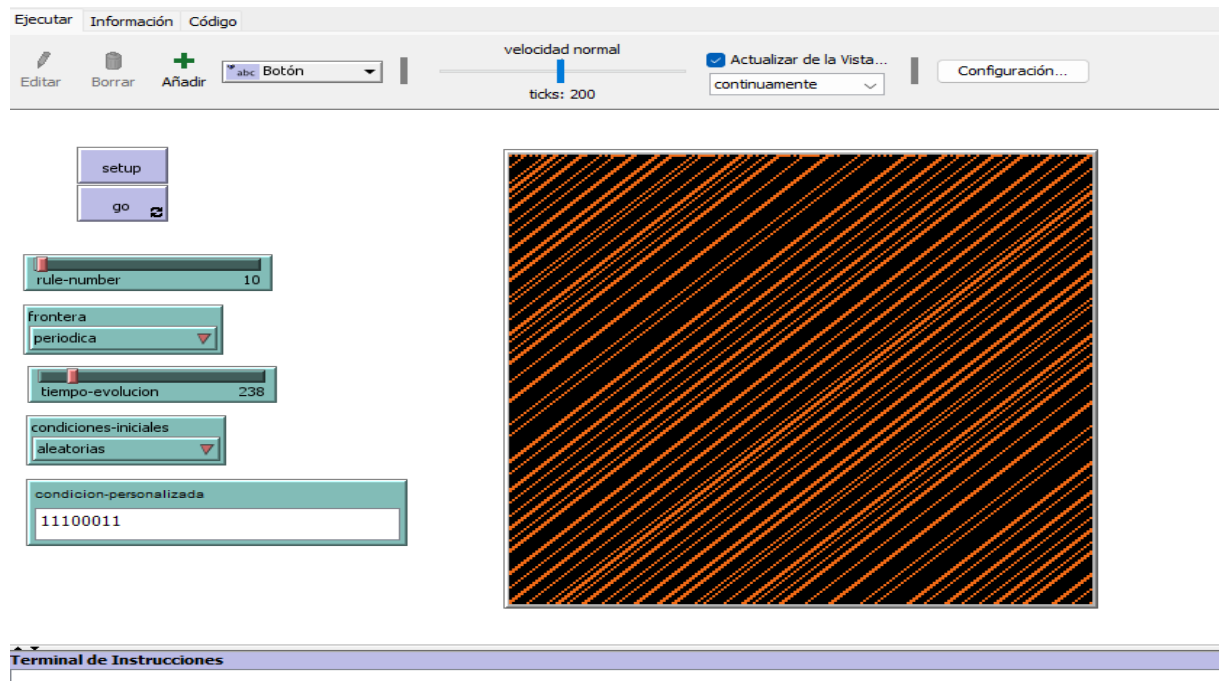 Ejecutar Información Código
velocidad normal
Actualizar de la Vista...
Editar Borrar Añadir abc Botón
continuamente
Configuración...
ticks: 200
setup
go
rule-number 10
frontera
periodica
tiempo-evolucion 238
condiciones-iniciales
aleatorias
condicion-personalizada
11100011
Terminal de Instrucciones